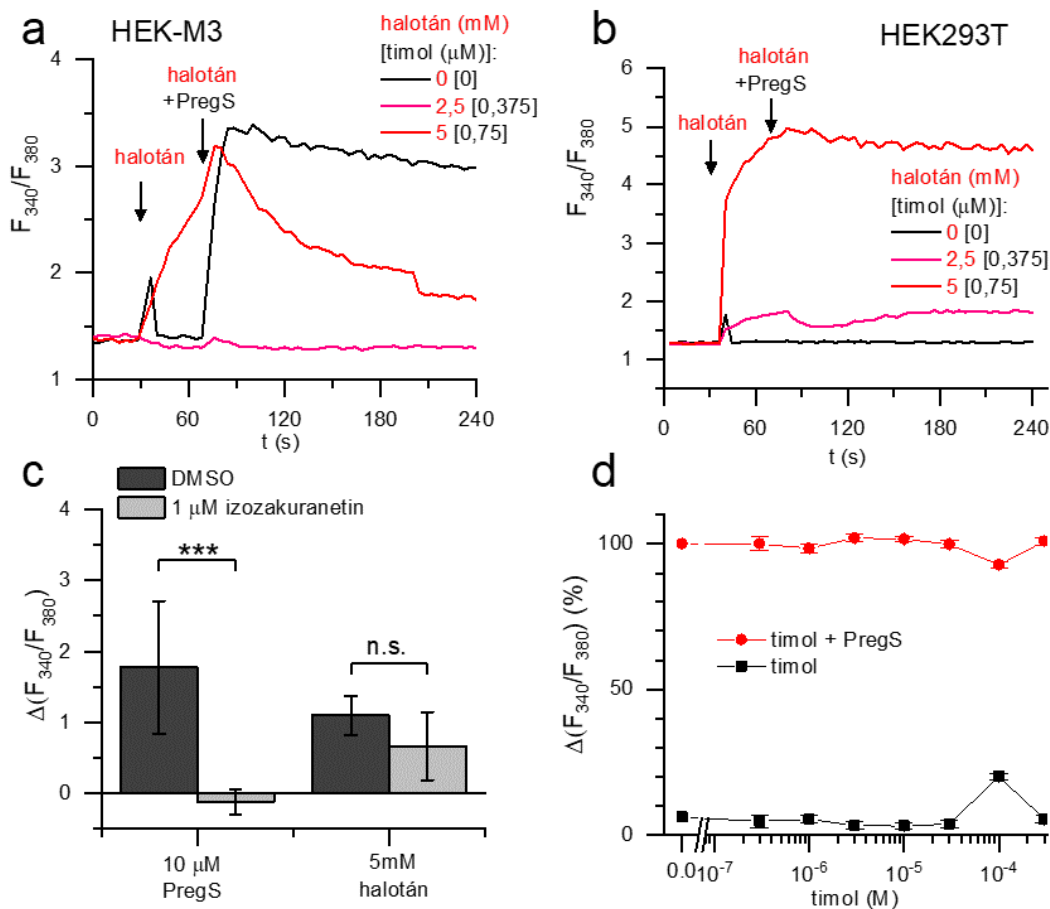 a
HEK-M3
halotán (mM)
[timol (µM)]:
0 [0]
2,5 [0,375]
5 [0,75]
halotán
+PregS
halotán
F340/F380
4
3
2
1
0
60
120
180
240
t (s)
b
HEK293T
halotán
+PregS
halotán
halotán (mM)
[timol (µM)]:
0 [0]
2,5 [0,375]
5 [0,75]
F340/F380
6
5
4
3
2
1
0
60
120
180
240
t (s)
c
DMSO
1 µM izozakuranetin
***
n.s.
Δ(F340/F380)
4
3
2
1
0
10 µM
PregS
5mM
halotán
d
timol + PregS
timol
Δ(F340/F380) (%)
100
50
0
0.0
10-7
10-6
10-5
10-4
timol (M)